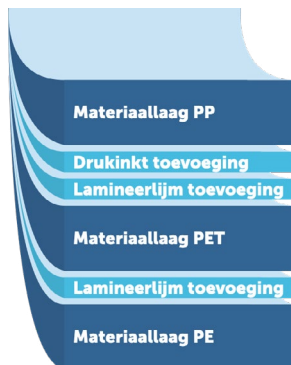 Materiaallaag PP
Drukinkt toevoeging
Lamineerlijm toevoeging
Materiaallaag PET
Lamineerlijm toevoeging
Materiaallaag PE